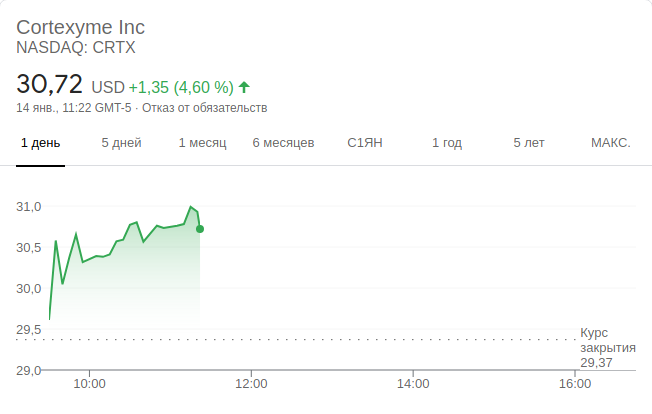 Cortexyme Inc
NASDAQ: CRTX
30,72 USD +1,35 (4,60 %)
14 янв., 11:22 GMT-5 · Отказ от обязательств
1 день 5 дней 1 месяц 6 месяцев С1ЯН 1 год 5 лет МАКС.
31,0
30,5
30,0
29,5
Курс
закрытия
29,37
29,0
10:00 12:00 14:00 16:00